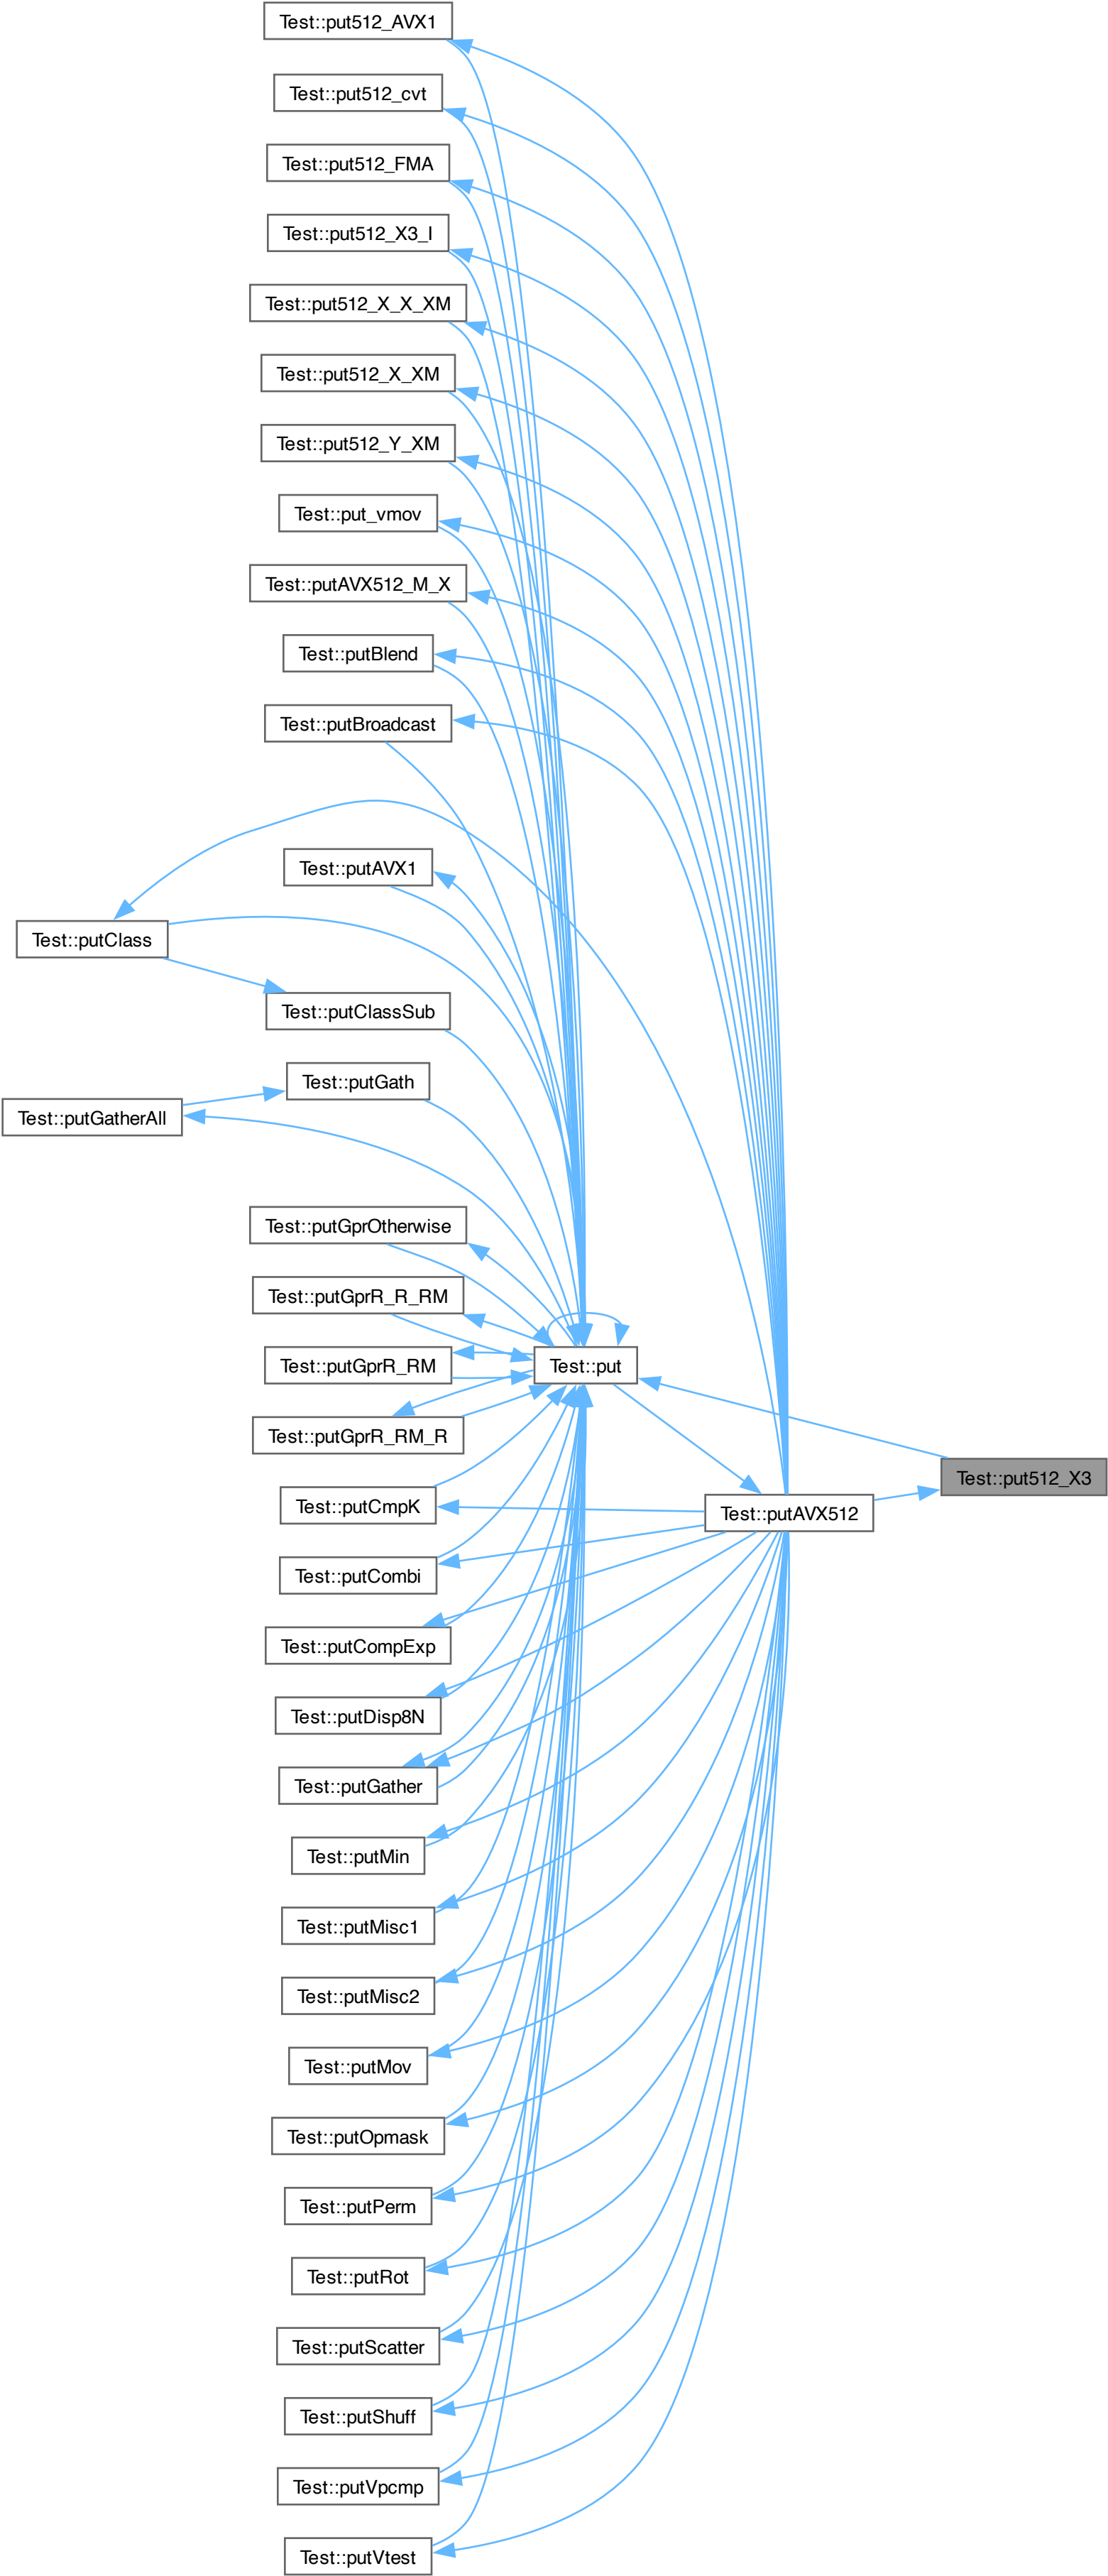 Test::put512_AVX1
Test::put512_cvt
Test::put512_FMA
Test::put512_X3_I
Test::put512_X_X_XM
Test::put512_X_XM
Test::put512_Y_XM
Test::put_vmov
Test::putAVX512_M_X
Test::putBlend
Test::putBroadcast
Test::putAVX1
Test::putClass
Test::putClassSub
Test::putGath
Test::putGatherAll
Test::putGprOtherwise
Test::putGprR_R_RM
Test::putGprR_RM
Test::put
Test::putGprR_RM_R
Test::put512_X3
Test::putCmpK
Test::putAVX512
Test::putCombi
Test::putCompExp
Test::putDisp8N
Test::putGather
Test::putMin
Test::putMisc1
Test::putMisc2
Test::putMov
Test::putOpmask
Test::putPerm
Test::putRot
Test::putScatter
Test::putShuff
Test::putVpcmp
Test::putVtest